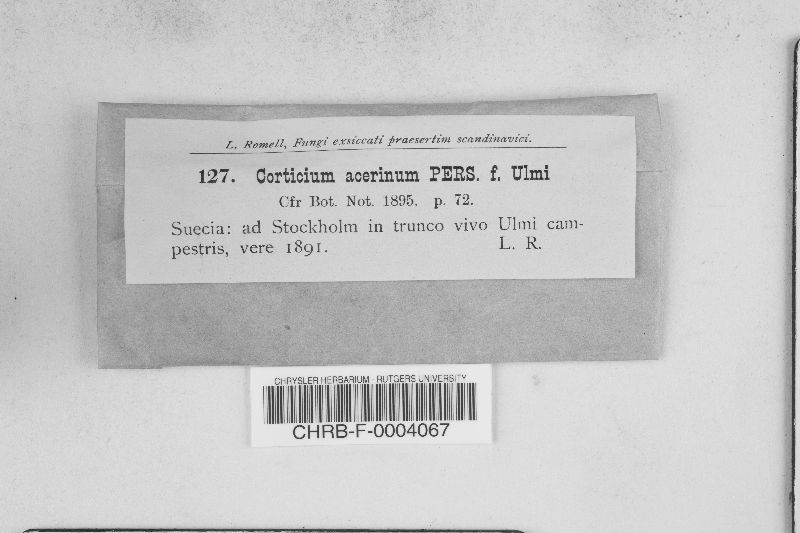 L. Romell, Fungi exsiccati praesertim scandinavici.
127. Corticium acerinum PERS. f. Ulmi
Cfr Bot. Not. 1895. p. 72.
Suecia: ad Stockholm in trunco vivo Ulmi cam-
pestris, vere 1891. L. R.
CHRYSLER HERBARIUM - RUTGERS UNIVERSITY
CHRB-F-0004067